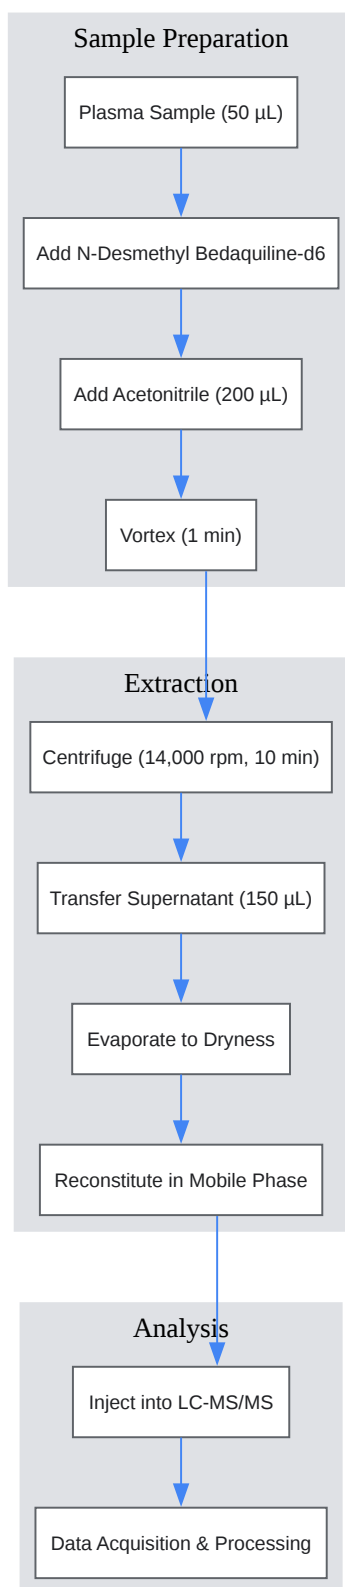 Sample Preparation
Plasma Sample (50 µL)
Add N-Desmethyl Bedaquiline-d6
Add Acetonitrile (200 µL)
Vortex (1 min)
Extraction
Centrifuge (14,000 rpm, 10 min)
Transfer Supernatant (150 µL)
Evaporate to Dryness
Reconstitute in Mobile Phase
Analysis
Inject into LC-MS/MS
Data Acquisition & Processing